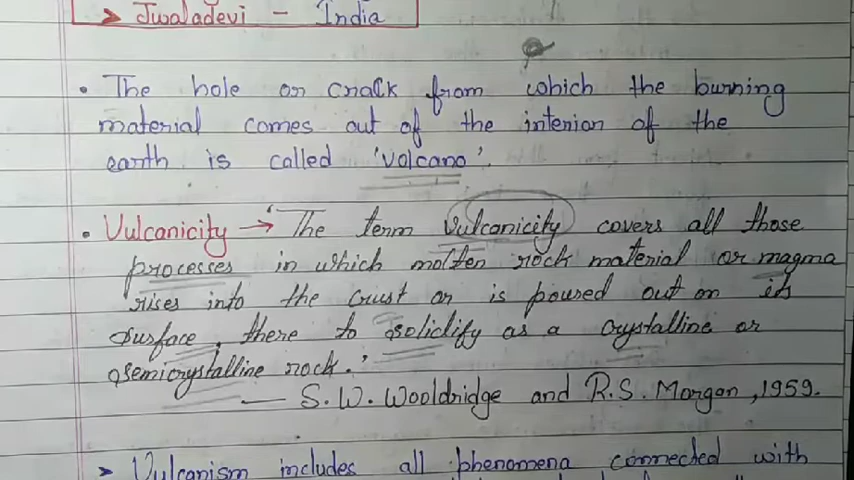 ➤ Jwaladevi - India
• The hole or crack from which the burning
material comes out of the interior of the
earth is called 'volcano'.
• Vulcanicity → 'The term vulcanicity covers all those
processes in which molten rock material or magma
rises into the crust or is poured out on its
surface, there to solidify as a crystalline or
semicrystalline rock.'
— S.W. Wooldridge and R.S. Morgan, 1959.
➤ Vulcanism includes all phenomena connected with